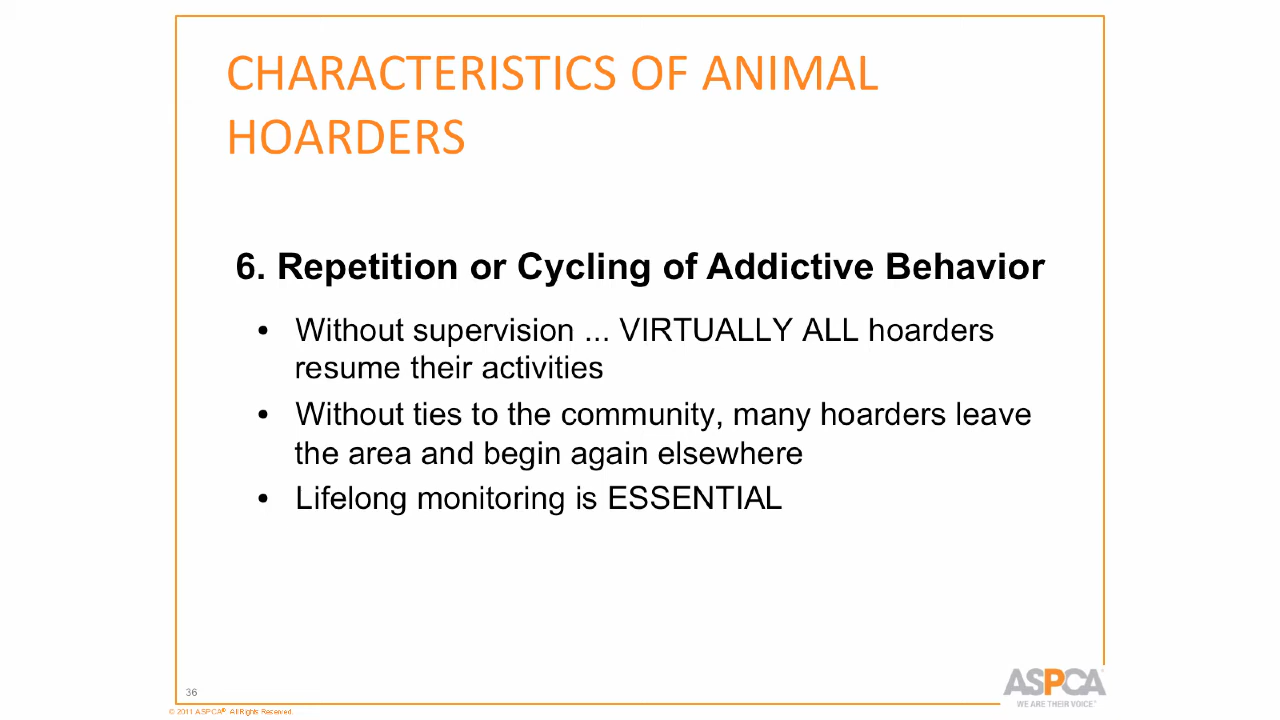 CHARACTERISTICS OF ANIMAL
HOARDERS
6. Repetition or Cycling of Addictive Behavior
• Without supervision ... VIRTUALLY ALL hoarders
resume their activities
• Without ties to the community, many hoarders leave
the area and begin again elsewhere
• Lifelong monitoring is ESSENTIAL
36
© 2011 ASPCA®. All Rights Reserved.
ASPCA
WE ARE THEIR VOICE™